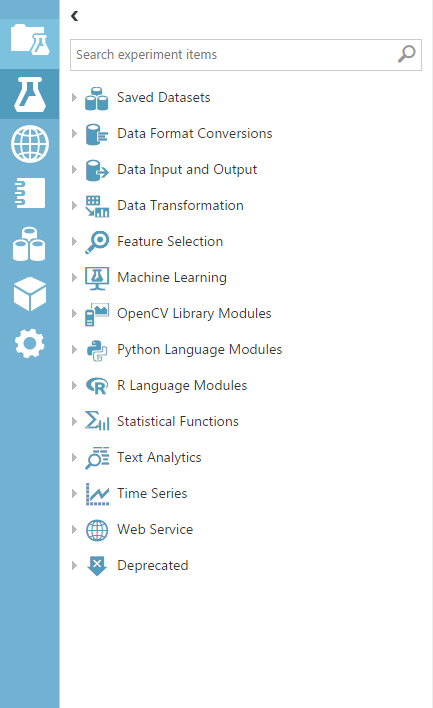 Search experiment items
Saved Datasets
Data Format Conversions
Data Input and Output
Data Transformation
Feature Selection
Machine Learning
OpenCV Library Modules
Python Language Modules
R Language Modules
Statistical Functions
Text Analytics
Time Series
Web Service
Deprecated